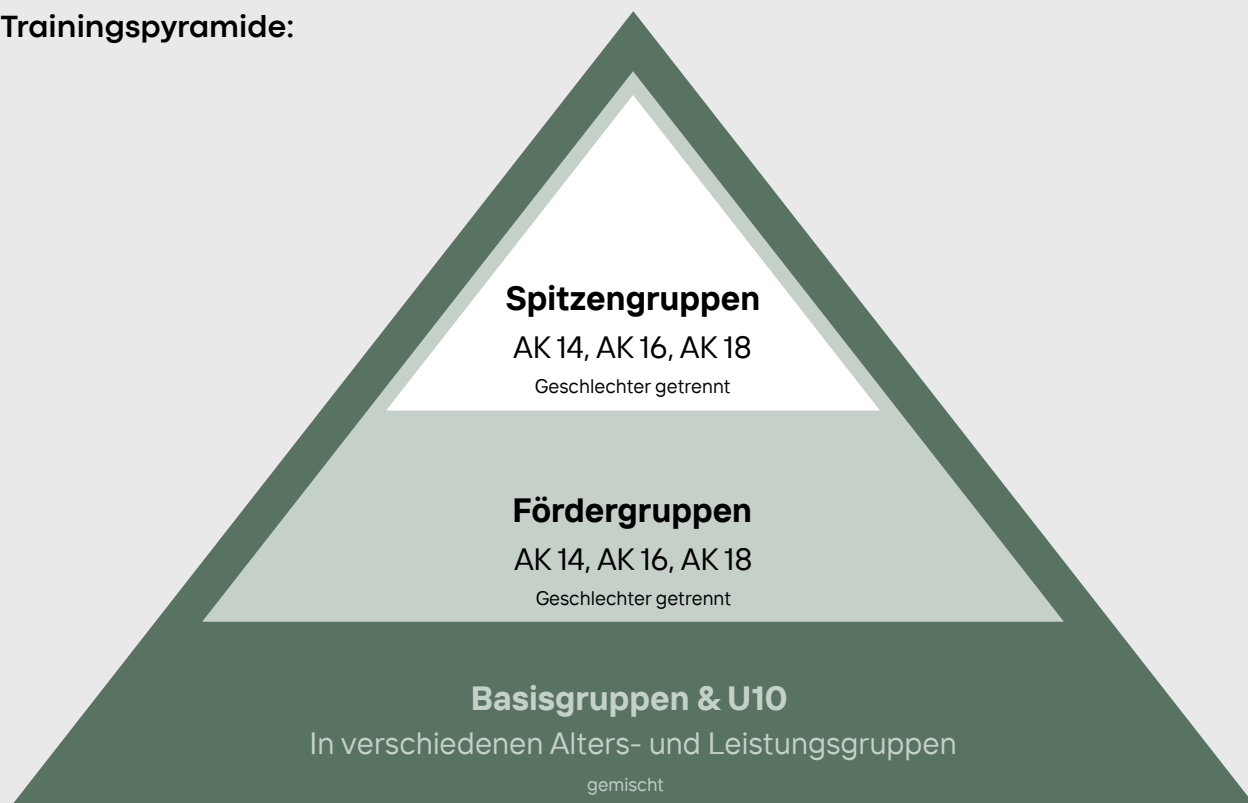 Trainingspyramide:
Spitzengruppen
AK 14, AK 16, AK 18
Geschlechter getrennt
Fördergruppen
AK 14, AK 16, AK 18
Geschlechter getrennt
Basisgruppen & U10
In verschiedenen Alters- und Leistungsgruppen
gemischt